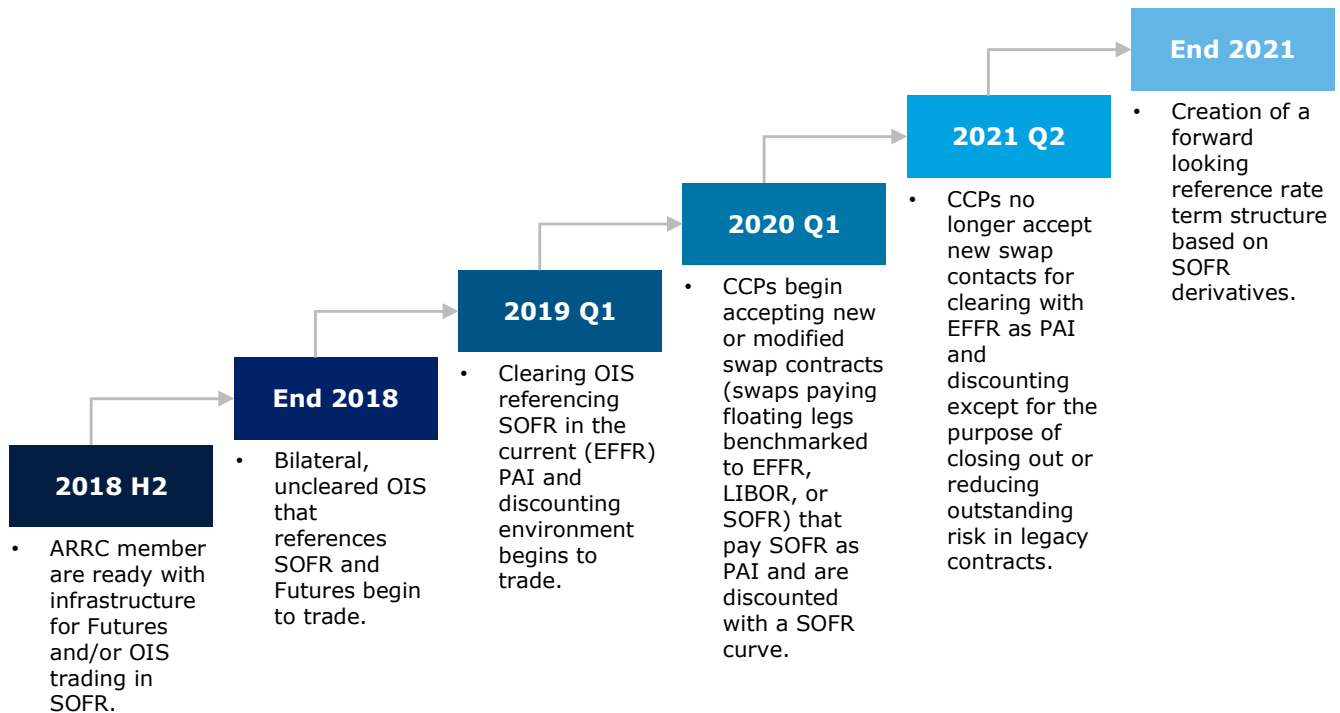 2018 H2
• ARRC member
are ready with
infrastructure
for Futures
and/or OIS
trading in
SOFR.
End 2018
• Bilateral,
uncleared OIS
that
references
SOFR and
Futures begin
to trade.
2019 Q1
• Clearing OIS
referencing
SOFR in the
current (EFFR)
PAI and
discounting
environment
begins to
trade.
2020 Q1
• CCPs begin
accepting new
or modified
swap contracts
(swaps paying
floating legs
benchmarked
to EFFR,
LIBOR, or
SOFR) that
pay SOFR as
PAI and are
discounted
with a SOFR
curve.
2021 Q2
• CCPs no
longer accept
new swap
contacts for
clearing with
EFFR as PAI
and
discounting
except for the
purpose of
closing out or
reducing
outstanding
risk in legacy
contracts.
End 2021
• Creation of a
forward
looking
reference rate
term structure
based on
SOFR
derivatives.